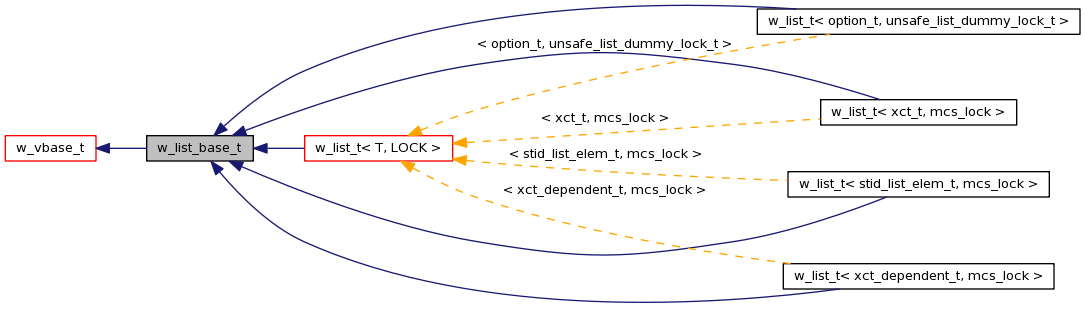 w_list_t< option_t, unsafe_list_dummy_lock_t >
< option_t, unsafe_list_dummy_lock_t >
w_list_t< xct_t, mcs_lock >
< xct_t, mcs_lock >
w_vbase_t
w_list_base_t
w_list_t< T, LOCK >
< stid_list_elem_t, mcs_lock >
w_list_t< stid_list_elem_t, mcs_lock >
< xct_dependent_t, mcs_lock >
w_list_t< xct_dependent_t, mcs_lock >